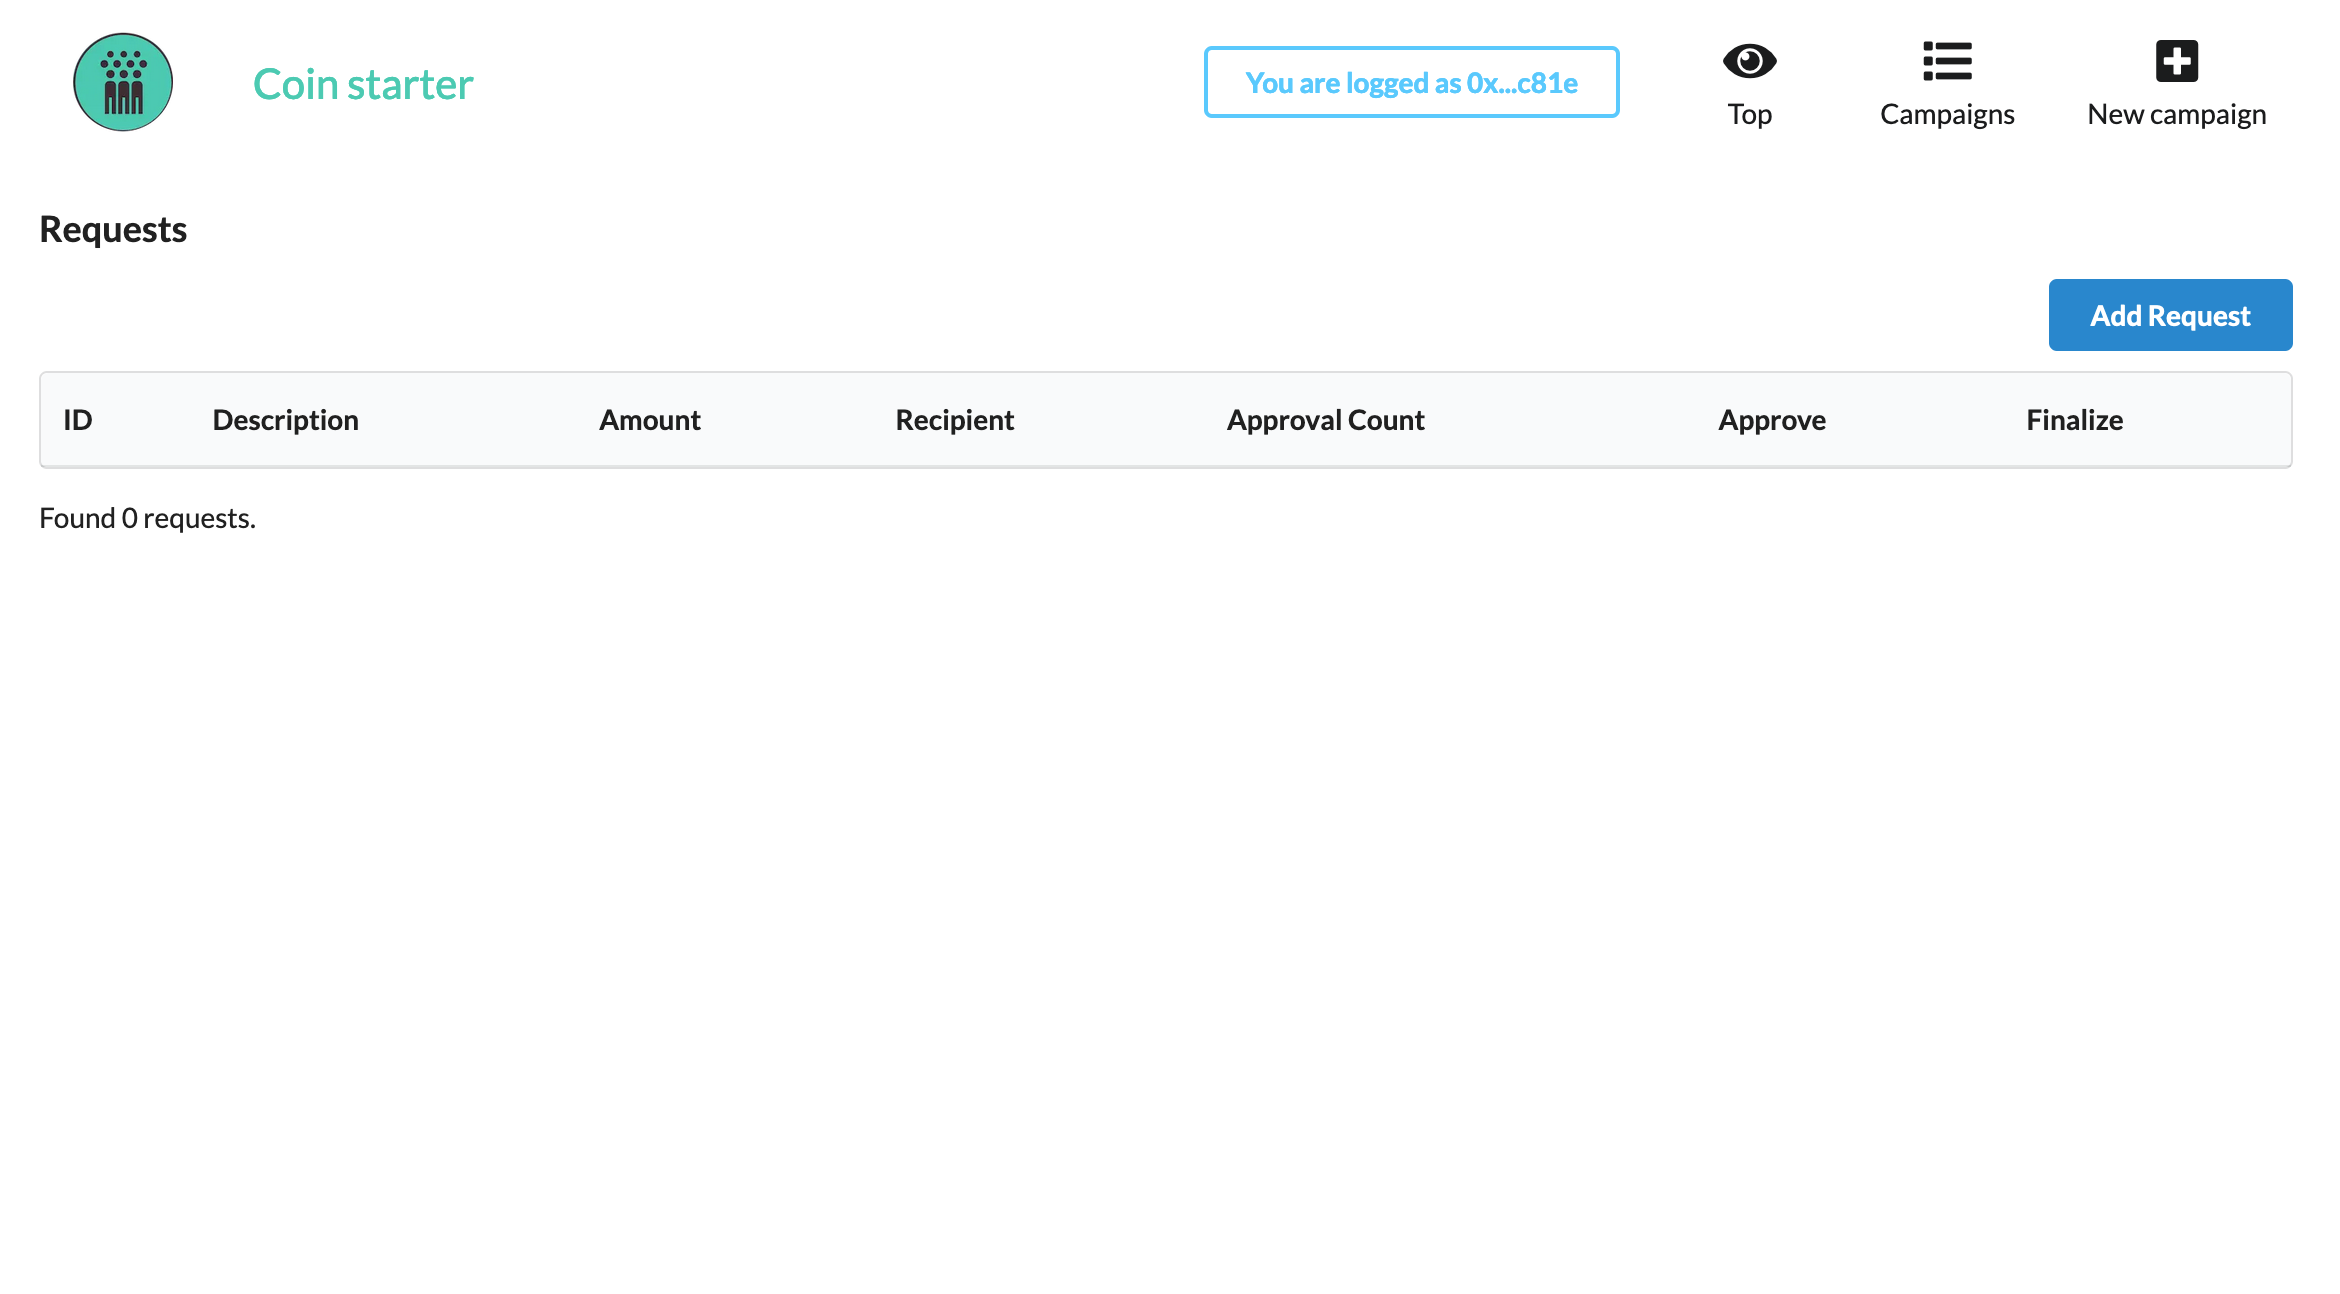 Coin starter
You are logged as 0x...c81e
Top
Campaigns
New campaign
Requests
Add Request
ID Description Amount Recipient Approval Count Approve Finalize
Found 0 requests.